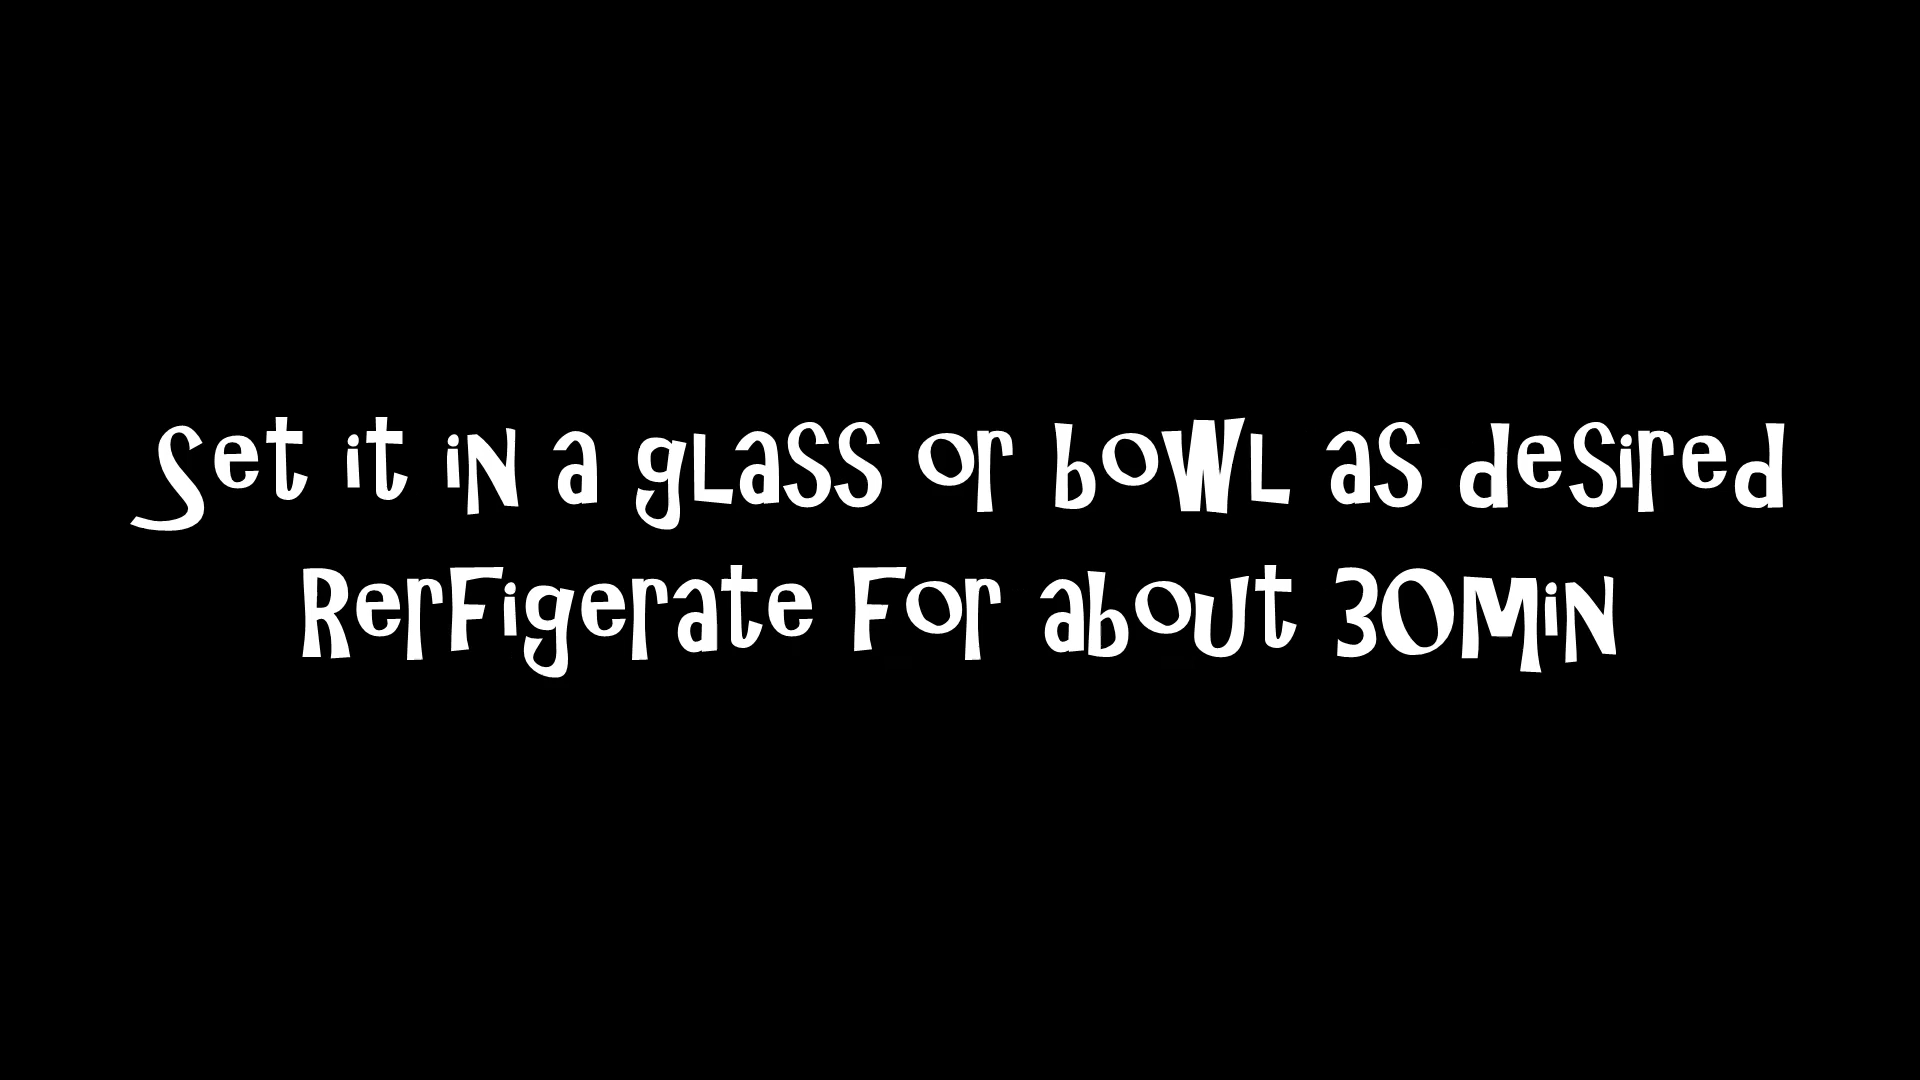 Set it in a glass or bowl as desired
Rerfigerate for about 30min